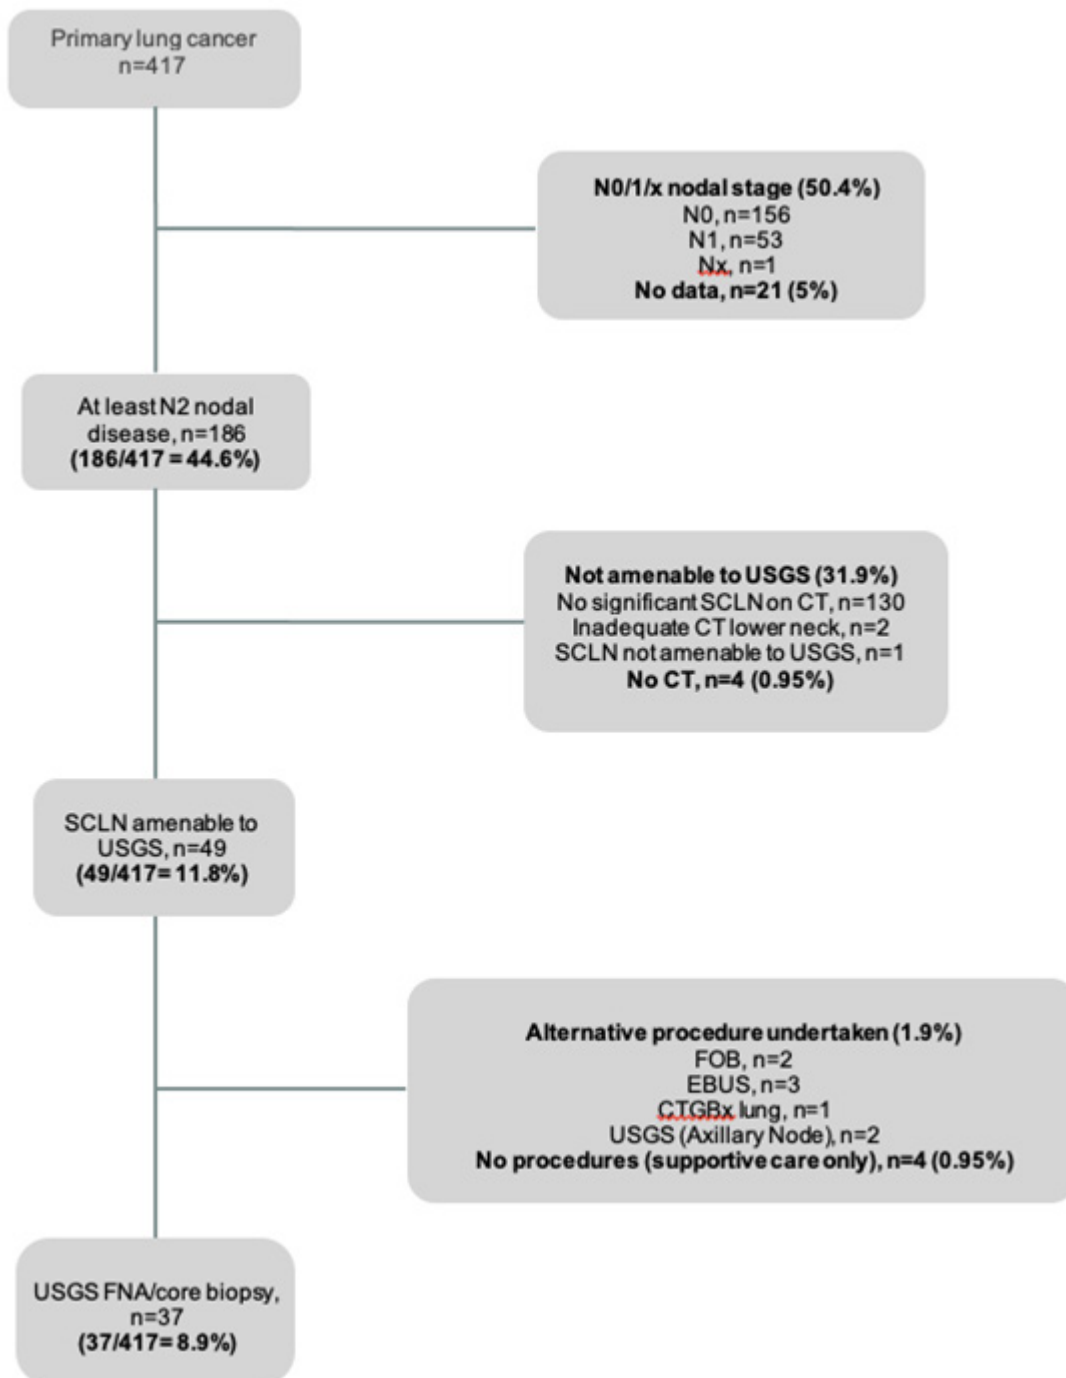 Primary lung cancer
n=417
N0/1/x nodal stage (50.4%)
N0, n=156
N1, n=53
Nx, n=1
No data, n=21 (5%)
At least N2 nodal
disease, n=186
(186/417 = 44.6%)
Not amenable to USGS (31.9%)
No significant SCLN on CT, n=130
Inadequate CT lower neck, n=2
SCLN not amenable to USGS, n=1
No CT, n=4 (0.95%)
SCLN amenable to
USGS, n=49
(49/417= 11.8%)
Alternative procedure undertaken (1.9%)
FOB, n=2
EBUS, n=3
CTGBx lung, n=1
USGS (Axillary Node), n=2
No procedures (supportive care only), n=4 (0.95%)
USGS FNA/core biopsy,
n=37
(37/417= 8.9%)